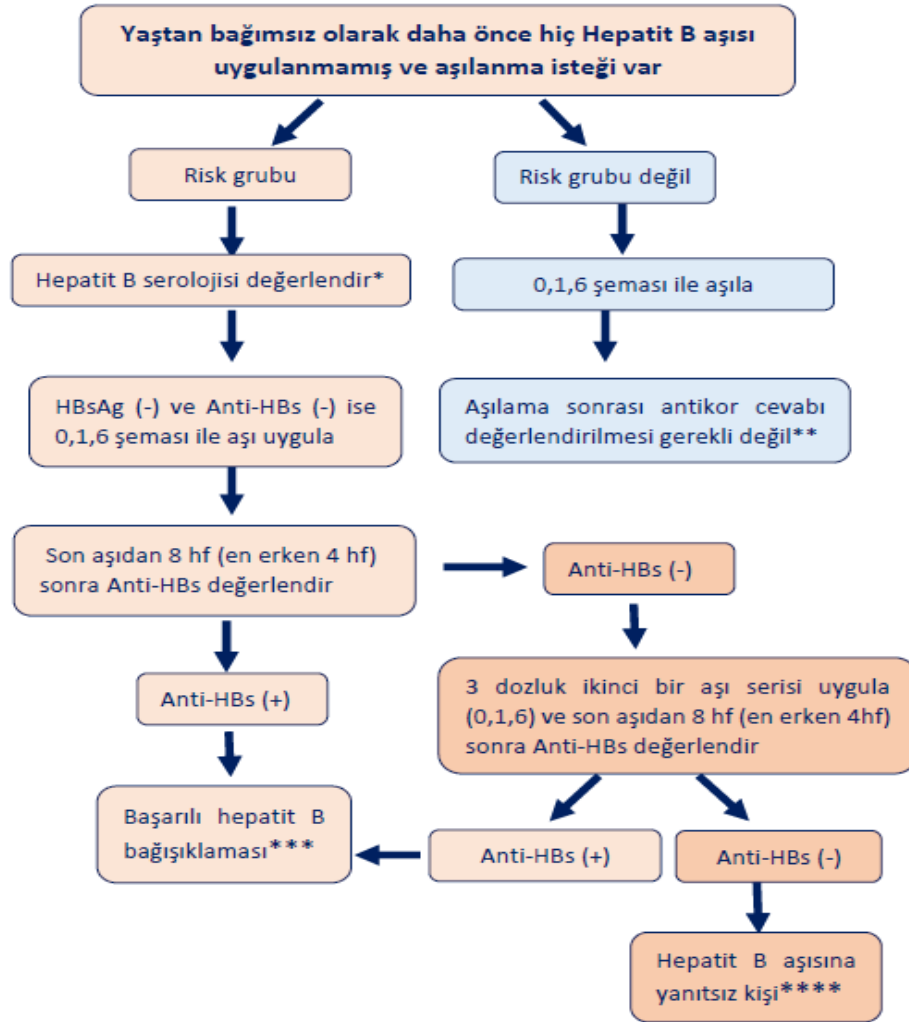 Yaştan bağımsız olarak daha önce hiç Hepatit B aşısı
uygulanmamış ve aşılanma isteği var
Risk grubu
Risk grubu değil
Hepatit B serolojisi değerlendir*
0,1,6 şeması ile aşıla
HBsAg (-) ve Anti-HBs (-) ise
0,1,6 şeması ile aşı uygula
Aşılama sonrası antikor cevabı
değerlendirilmesi gerekli değil**
Son aşıdan 8 hf (en erken 4 hf)
sonra Anti-HBs değerlendir
Anti-HBs (-)
Anti-HBs (+)
3 dozluk ikinci bir aşı serisi uygula
(0,1,6) ve son aşıdan 8 hf (en erken 4hf)
sonra Anti-HBs değerlendir
Başarılı hepatit B
bağışıklaması***
Anti-HBs (+)
Anti-HBs (-)
Hepatit B aşısına
yanıtsız kişi****